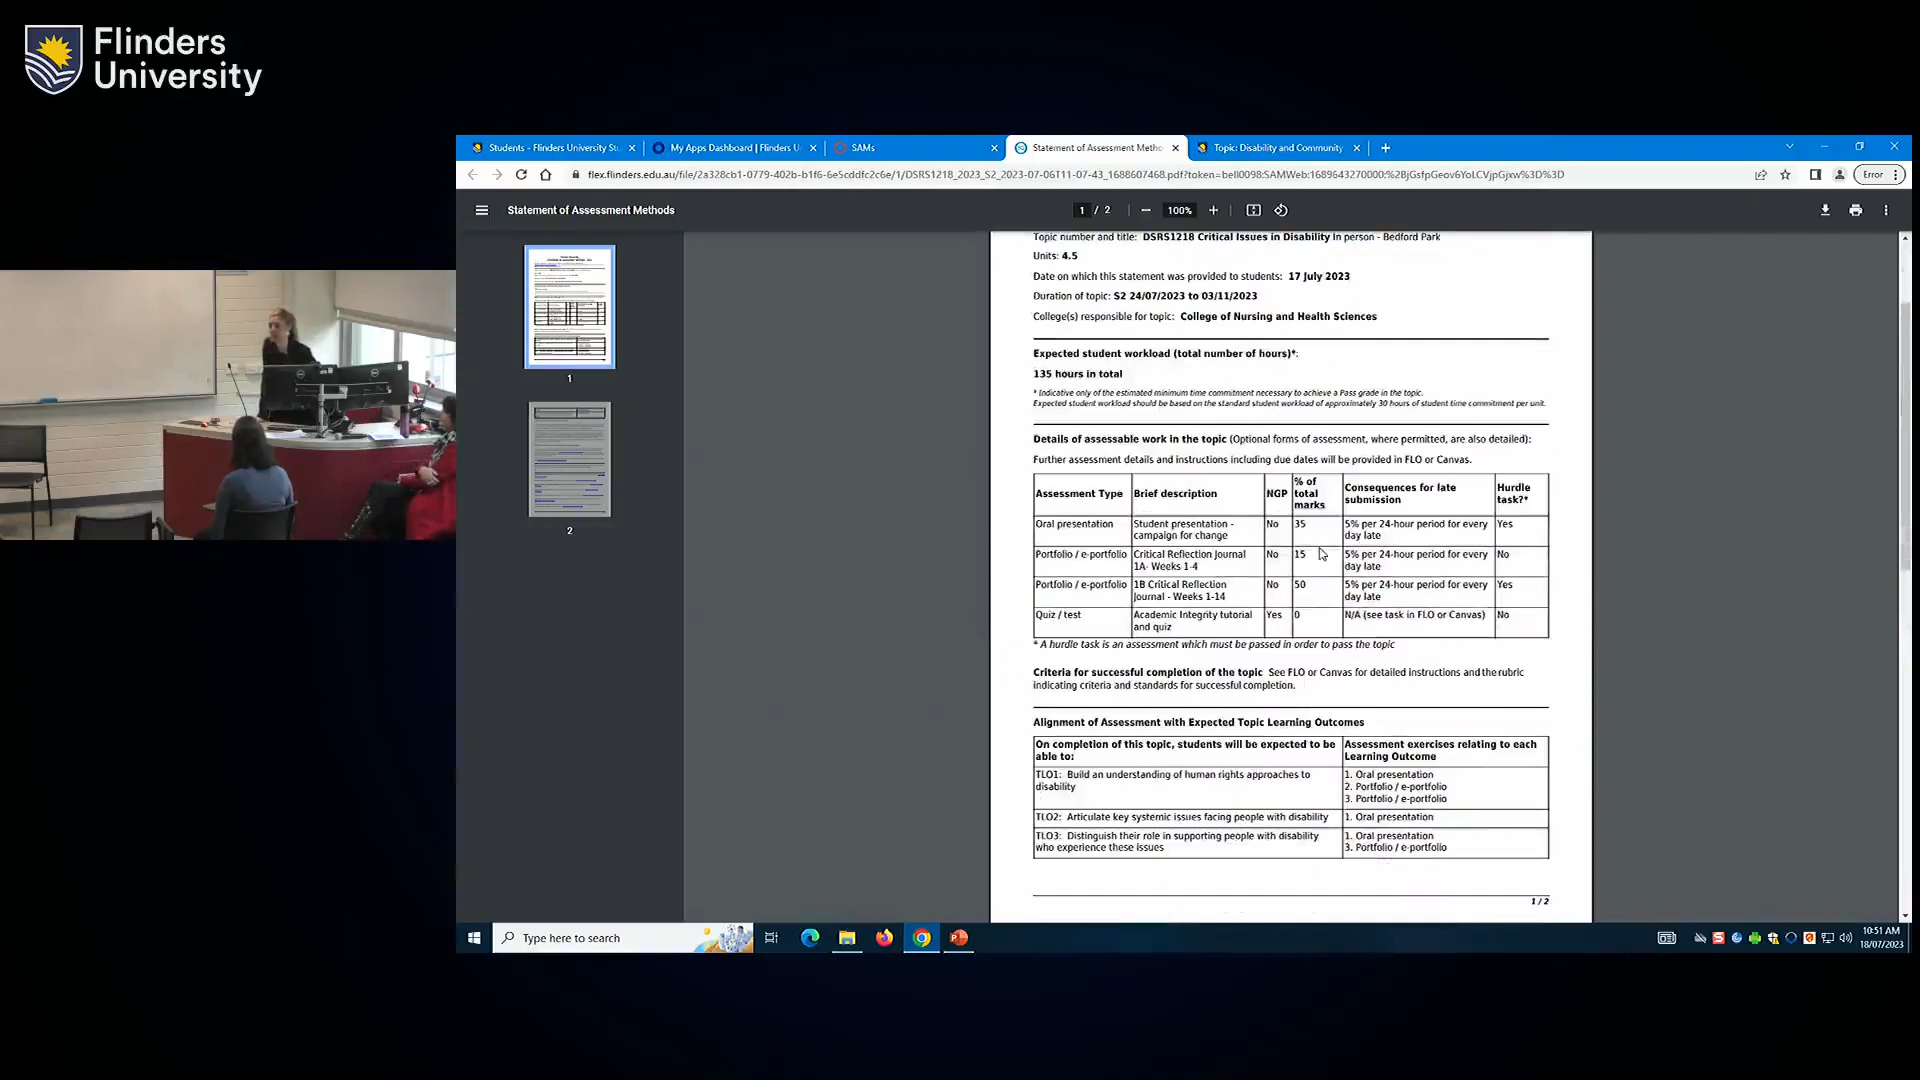 Flinders
University
Students - Flinders University Stu
My Apps Dashboard | Flinders U
SAMs
Statement of Assessment Metho
Topic: Disability and Community
flex.flinders.edu.au/file/2a328cb1-0779-402b-b1f6-6e5cddfc2c6e/1/DSRS1218_2023_S2_2023-07-06T11-07-43_1688607468.pdf?token=bell0098:SAMWeb:1689643270000:%2BjGsfpGeov6YoLCVjpGjxw%3D%3D
Error
Statement of Assessment Methods
1 / 2
100%
1
2
Topic number and title: DSRS1218 Critical Issues in Disability In person - Bedford Park
Units: 4.5
Date on which this statement was provided to students: 17 July 2023
Duration of topic: S2 24/07/2023 to 03/11/2023
College(s) responsible for topic: College of Nursing and Health Sciences
Expected student workload (total number of hours)*:
135 hours in total
* Indicative only of the estimated minimum time commitment necessary to achieve a Pass grade in the topic.
Expected student workload should be based on the standard student workload of approximately 30 hours of student time commitment per unit.
Details of assessable work in the topic (Optional forms of assessment, where permitted, are also detailed):
Further assessment details and instructions including due dates will be provided in FLO or Canvas.
Assessment Type
Brief description
NGP
% of
total
marks
Consequences for late
submission
Hurdle
task?*
Oral presentation
Student presentation -
campaign for change
No
35
5% per 24-hour period for every
day late
Yes
Portfolio / e-portfolio
Critical Reflection Journal
1A- Weeks 1-4
No
15
5% per 24-hour period for every
day late
No
Portfolio / e-portfolio
1B Critical Reflection
Journal - Weeks 1-14
No
50
5% per 24-hour period for every
day late
Yes
Quiz / test
Academic Integrity tutorial
and quiz
Yes
0
N/A (see task in FLO or Canvas)
No
* A hurdle task is an assessment which must be passed in order to pass the topic
Criteria for successful completion of the topic See FLO or Canvas for detailed instructions and the rubric
indicating criteria and standards for successful completion.
Alignment of Assessment with Expected Topic Learning Outcomes
On completion of this topic, students will be expected to be
able to:
Assessment exercises relating to each
Learning Outcome
TLO1: Build an understanding of human rights approaches to
disability
1. Oral presentation
2. Portfolio / e-portfolio
3. Portfolio / e-portfolio
TLO2: Articulate key systemic issues facing people with disability
1. Oral presentation
TLO3: Distinguish their role in supporting people with disability
who experience these issues
1. Oral presentation
3. Portfolio / e-portfolio
1 / 2
Type here to search
10:51 AM
18/07/2023